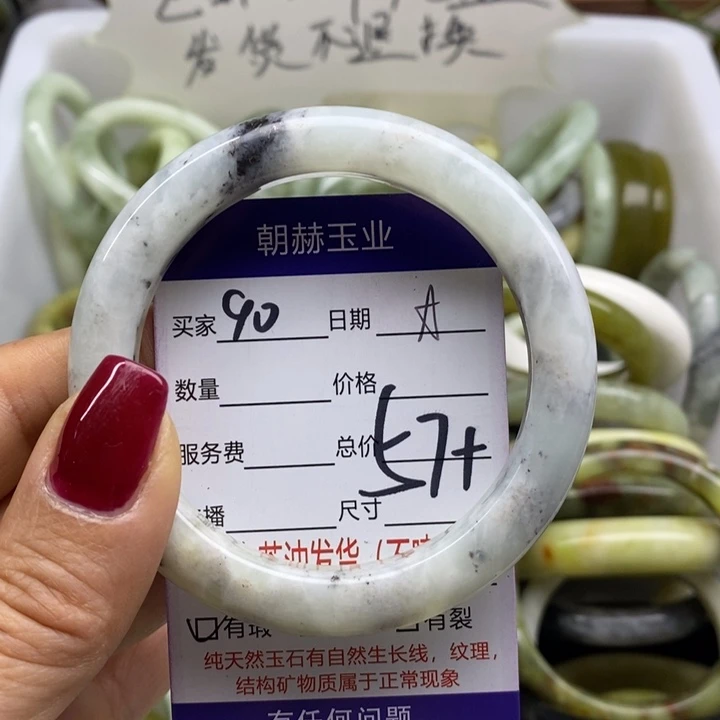 发货不退换
朝赫玉业
买家 90 日期 ☆
数量 价格
服务费 总价 57+
播 尺寸
有瑕 有裂
纯天然玉石有自然生长线，纹理，
结构矿物质属于正常现象
有任何问题